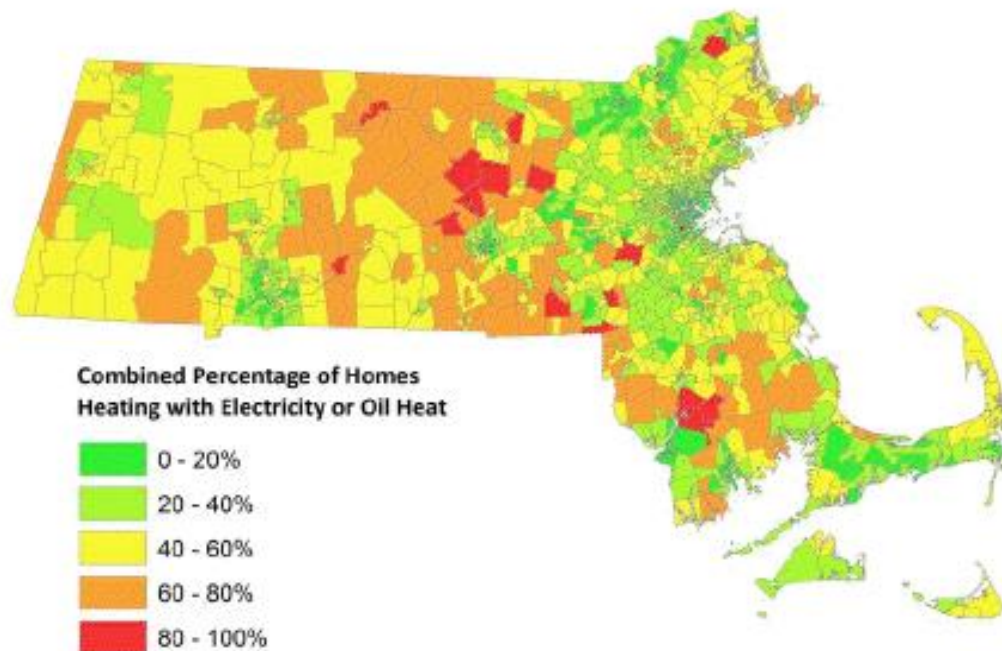 Combined Percentage of Homes
Heating with Electricity or Oil Heat
0 - 20%
20 - 40%
40 - 60%
60 - 80%
80 - 100%